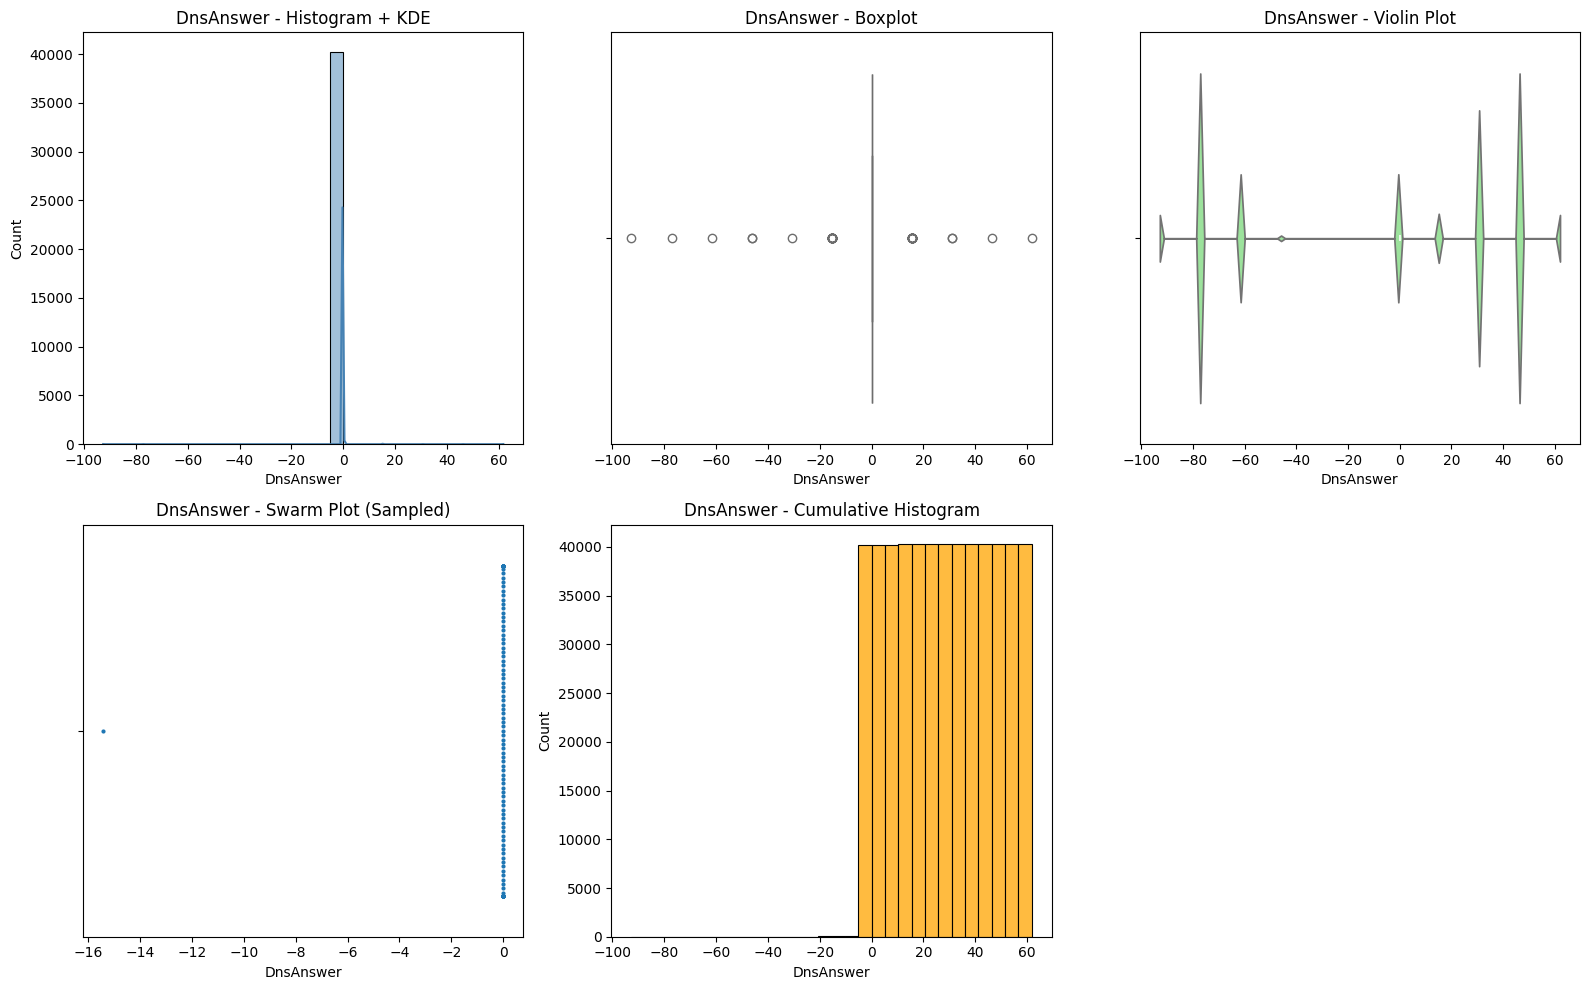 DnsAnswer - Histogram + KDE
Count
40000
35000
30000
25000
20000
15000
10000
5000
0
−100 −80 −60 −40 −20 0 20 40 60
DnsAnswer
DnsAnswer - Boxplot
−100 −80 −60 −40 −20 0 20 40 60
DnsAnswer
DnsAnswer - Violin Plot
−100 −80 −60 −40 −20 0 20 40 60
DnsAnswer
DnsAnswer - Swarm Plot (Sampled)
−16 −14 −12 −10 −8 −6 −4 −2 0
DnsAnswer
DnsAnswer - Cumulative Histogram
Count
40000
35000
30000
25000
20000
15000
10000
5000
0
−100 −80 −60 −40 −20 0 20 40 60
DnsAnswer